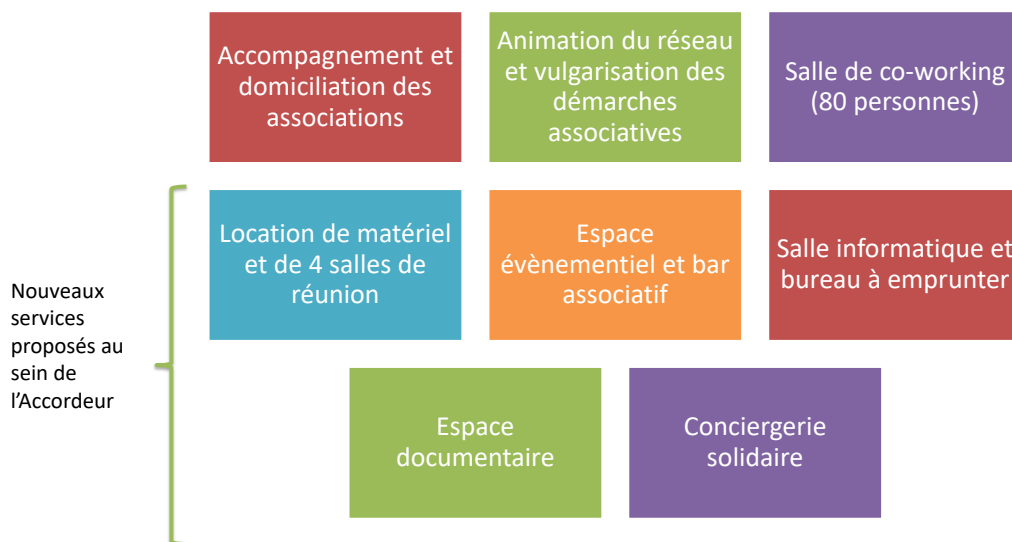 Accompagnement et
domiciliation des
associations
Animation du réseau
et vulgarisation des
démarches
associatives
Salle de co-working
(80 personnes)
Nouveaux
services
proposés au
sein de
l’Accordeur
Location de matériel
et de 4 salles de
réunion
Espace
évènementiel et bar
associatif
Salle informatique et
bureau à emprunter
Espace
documentaire
Conciergerie
solidaire